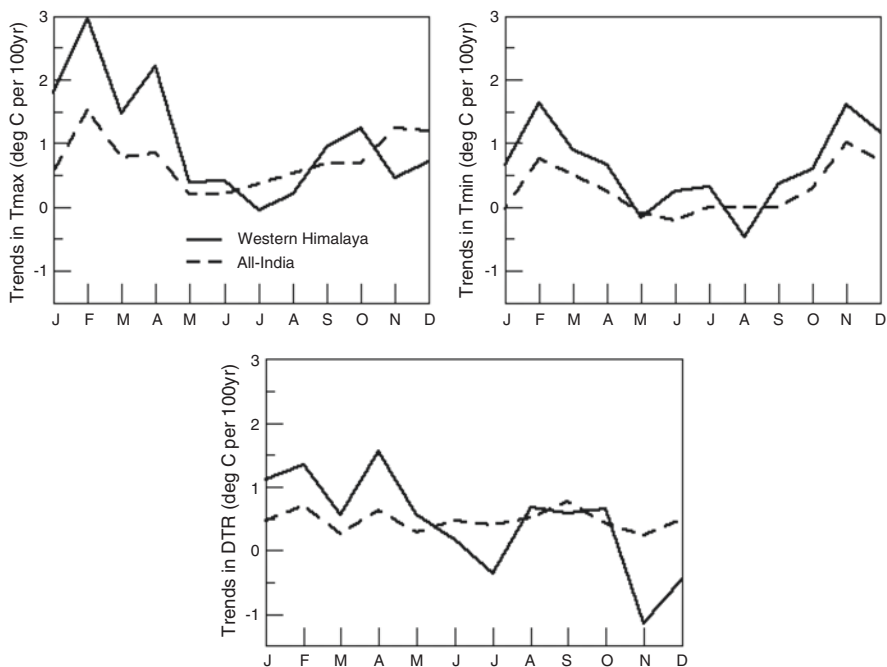 Trends in Tmax (deg C per 100yr)
3
2
1
0
-1
Western Himalaya
All-India
J F M A M J J A S O N D
Trends in Tmin (deg C per 100yr)
3
2
1
0
-1
J F M A M J J A S O N D
Trends in DTR (deg C per 100yr)
3
2
1
0
-1
J F M A M J J A S O N D